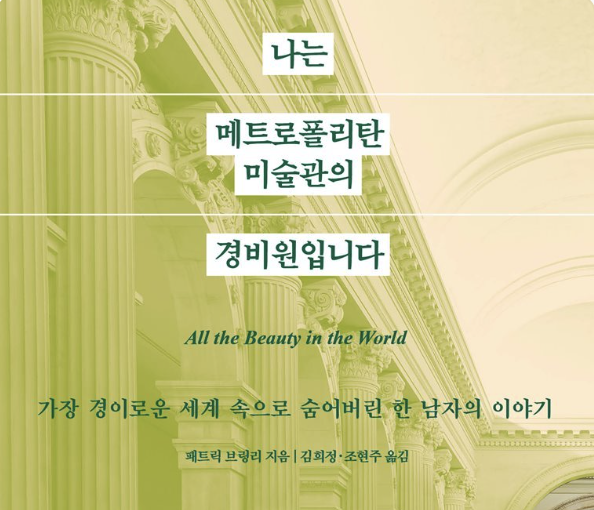 나는
메트로폴리탄
미술관의
경비원입니다
All the Beauty in the World
가장 경이로운 세계 속으로 숨어버린 한 남자의 이야기
패트릭 브링리 지음 | 김희정·조현주 옮김